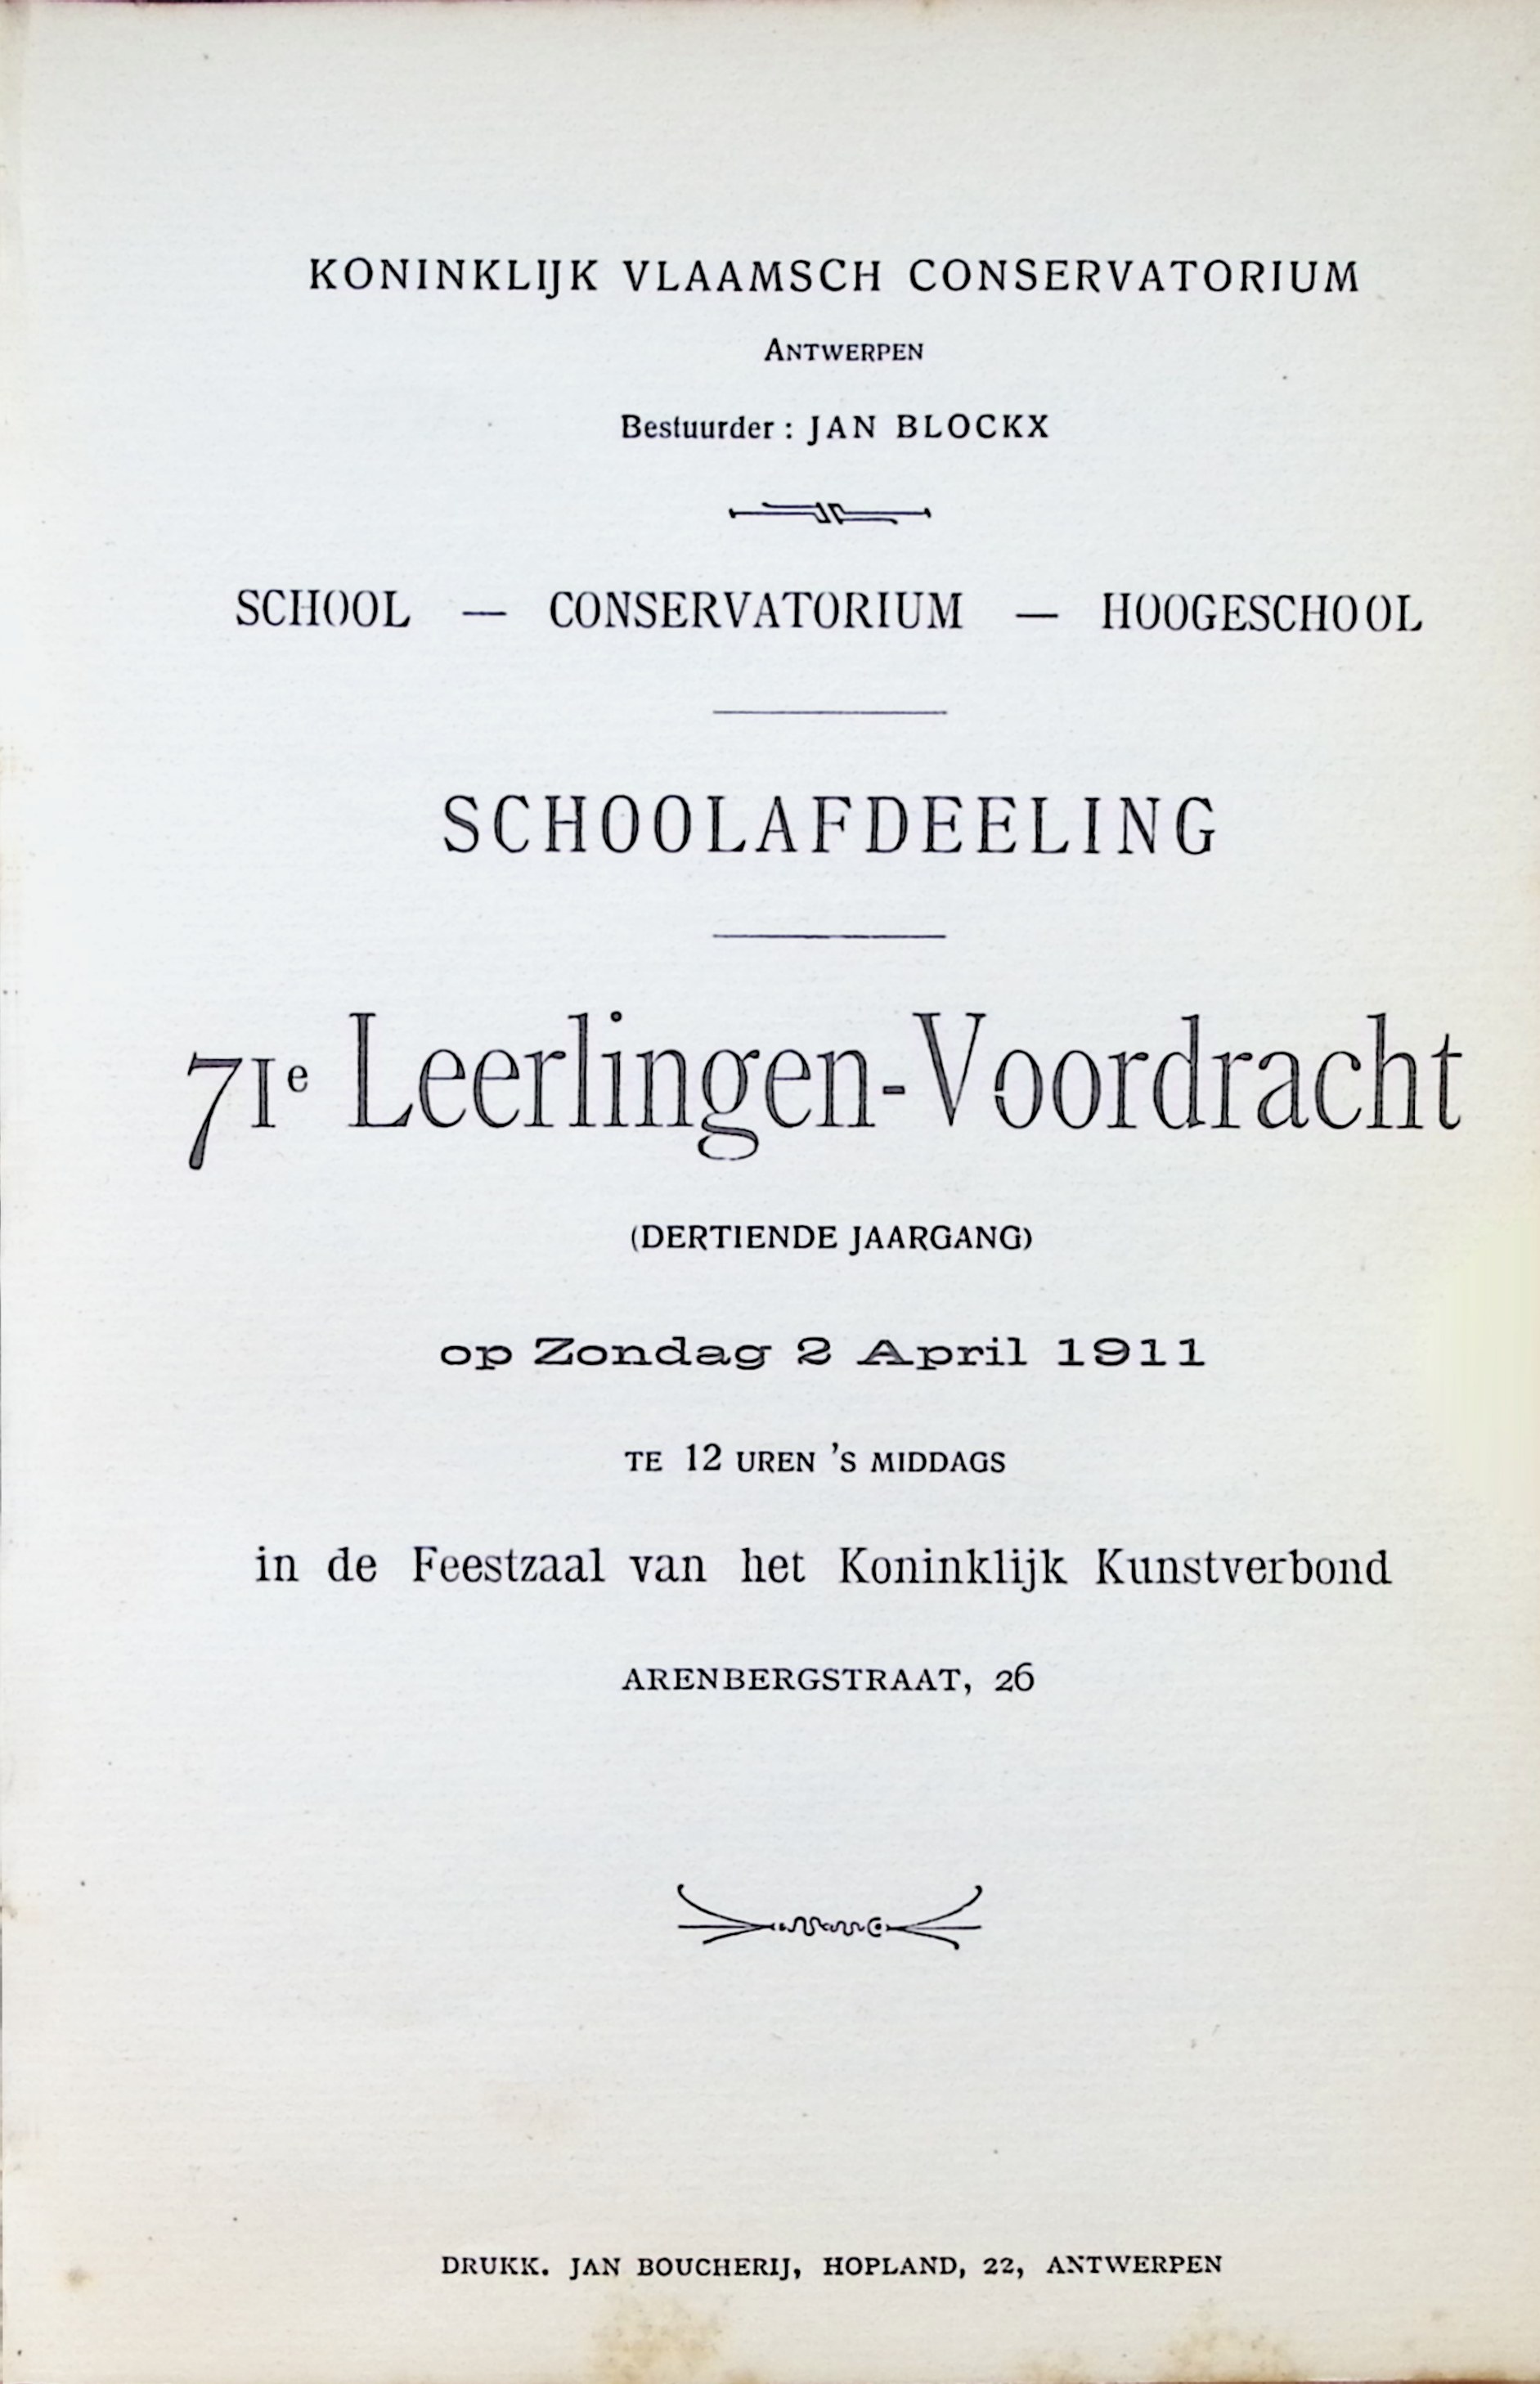 KONINKLIJK VLAAMSCH CONSERVATORIUM
ANTWERPEN
Bestuurder : JAN BLOCKX
SCHOOL — CONSERVATORIUM — HOOGESCHOOL
SCHOOLAFDEELING
71e Leerlingen-Voordracht
(DERTIENDE JAARGANG)
op Zondag 2 April 1911
TE 12 UREN 'S MIDDAGS
in de Feestzaal van het Koninklijk Kunstverbond
ARENBERGSTRAAT, 26
DRUKK. JAN BOUCHERIJ, HOPLAND, 22, ANTWERPEN